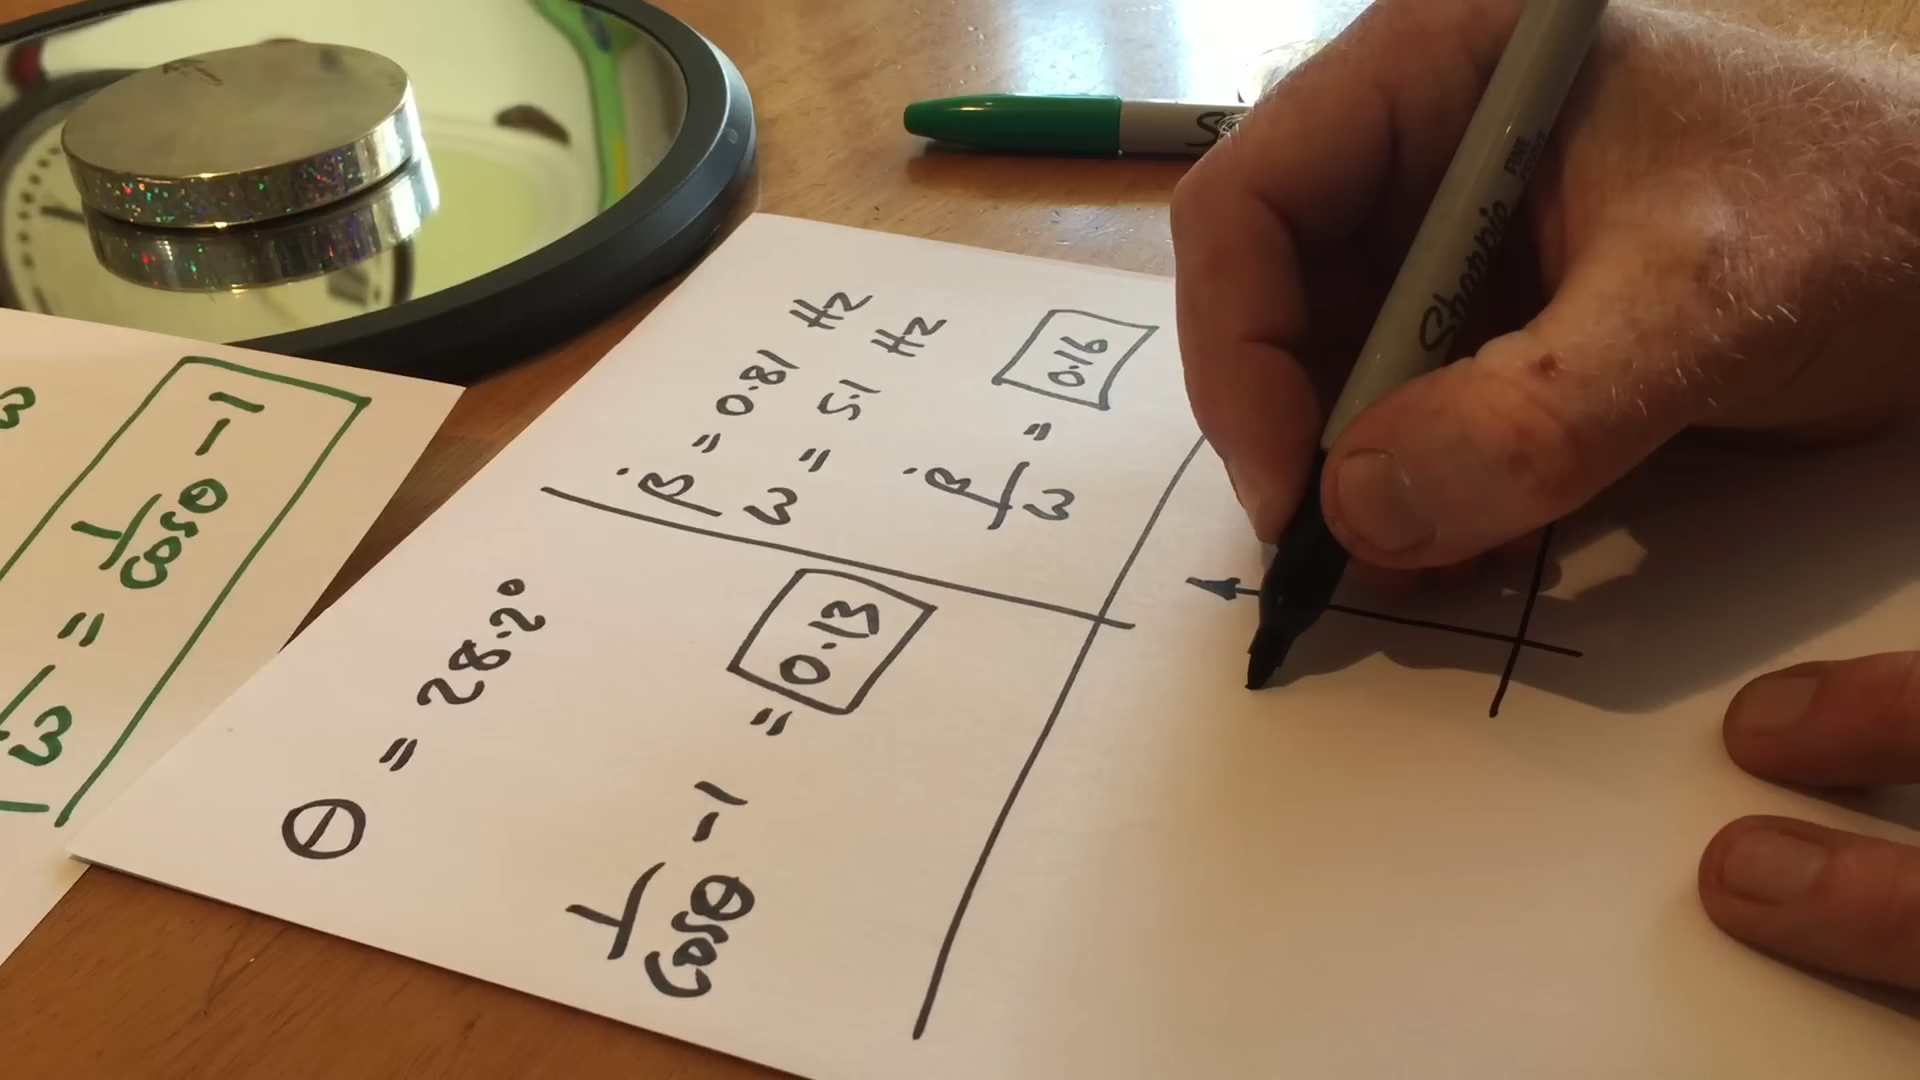 ω
ω = 1/cosθ − 1
θ = 28.2°
1/cosθ − 1 = 0.13
β̇ = 0.81 Hz
ω = 5.1 Hz
β̇/ω = 0.16
Sharpie
FINE